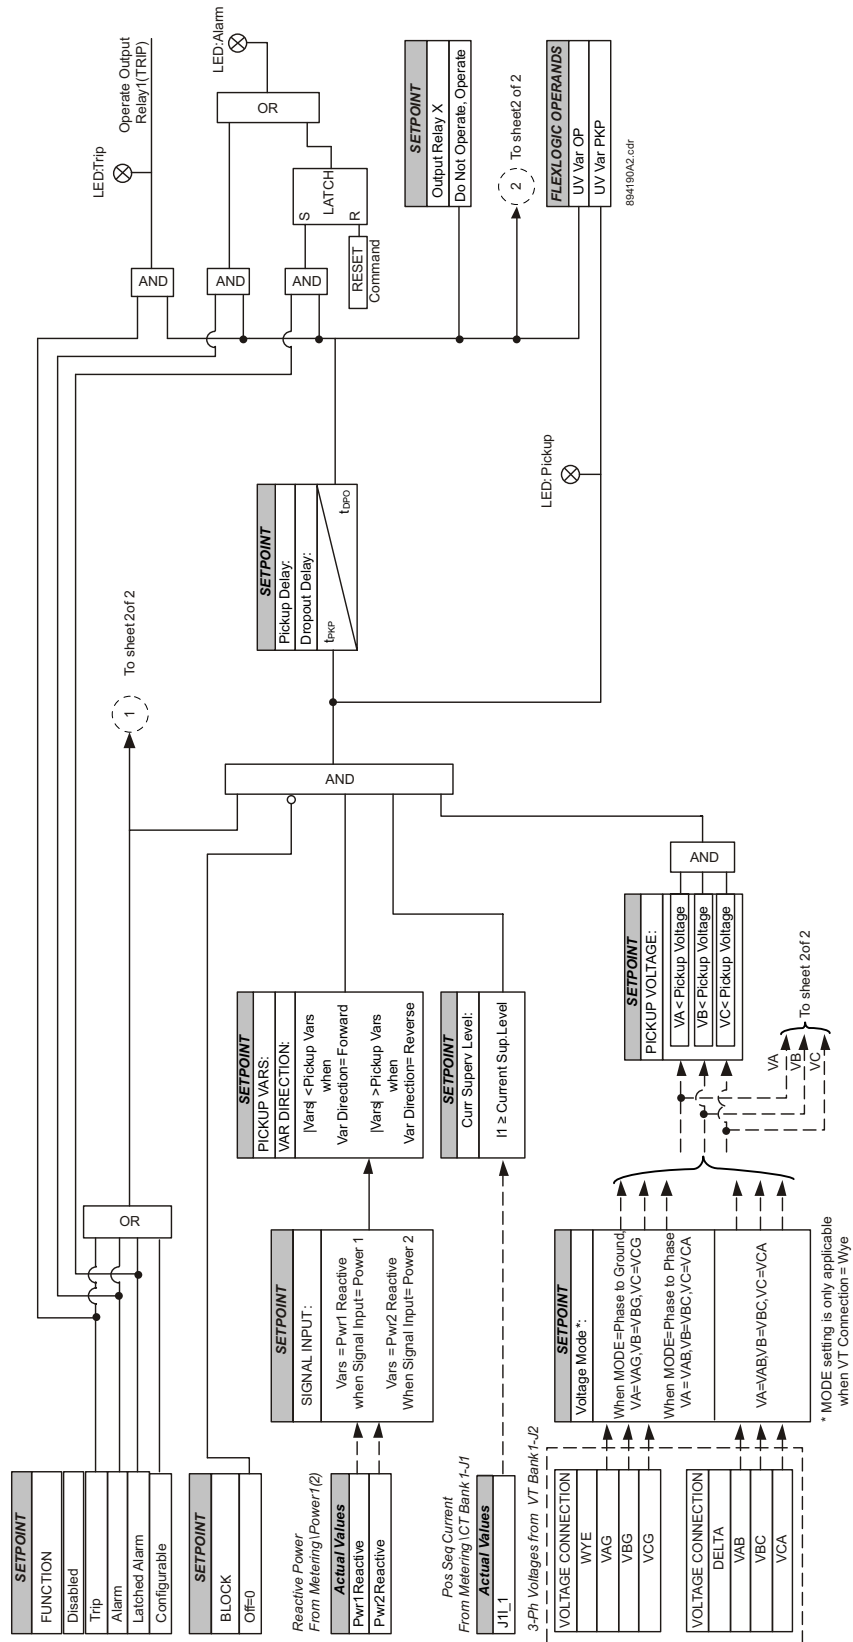 SETPOINT
FUNCTION
Disabled
Trip
Alarm
Latched Alarm
Configurable
SETPOINT
BLOCK
Off=0
Reactive Power
From Metering\Power1(2)
Actual Values
Pwr1 Reactive
Pwr2 Reactive
Pos Seq Current
From Metering\CT Bank 1-J1
Actual Values
J1I_1
3-Ph Voltages from VT Bank1-J2
VOLTAGE CONNECTION
WYE
VAG
VBG
VCG
VOLTAGE CONNECTION
DELTA
VAB
VBC
VCA
OR
SETPOINT
SIGNAL INPUT:
Vars = Pwr1 Reactive
when Signal Input= Power 1
Vars = Pwr2 Reactive
When Signal Input= Power 2
SETPOINT
Voltage Mode*:
When MODE=Phase to Ground,
VA=VAG,VB=VBG,VC=VCG
When MODE=Phase to Phase
VA = VAB,VB=VBC,VC=VCA
VA=VAB,VB=VBC,VC=VCA
* MODE setting is only applicable
when VT Connection = Wye
SETPOINT
PICKUP VARS:
VAR DIRECTION:
|Vars| <Pickup Vars
when
Var Direction= Forward
|Vars| >Pickup Vars
when
Var Direction= Reverse
SETPOINT
Curr Superv Level:
I1 ≥ Current Sup.Level
VA
VB
VC
To sheet 2of 2
SETPOINT
PICKUP VOLTAGE:
VA < Pickup Voltage
VB< Pickup Voltage
VC< Pickup Voltage
AND
AND
1
To sheet 2of 2
SETPOINT
Pickup Delay:
Dropout Delay:
tPKP
tDPO
LED: Pickup
AND
AND
AND
S
LATCH
R
RESET
Command
OR
LED:Trip
Operate Output
Relay1(TRIP)
LED:Alarm
SETPOINT
Output Relay X
Do Not Operate, Operate
2
To sheet2 of 2
FLEXLOGIC OPERANDS
UV Var OP
UV Var PKP
894190A2.cdr